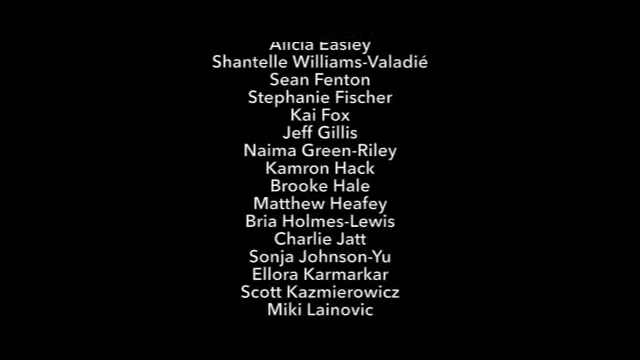 Alicia Easley
Shantelle Williams-Valadié
Sean Fenton
Stephanie Fischer
Kai Fox
Jeff Gillis
Naima Green-Riley
Kamron Hack
Brooke Hale
Matthew Heafey
Bria Holmes-Lewis
Charlie Jatt
Sonja Johnson-Yu
Ellora Karmarkar
Scott Kazmierowicz
Miki Lainovic